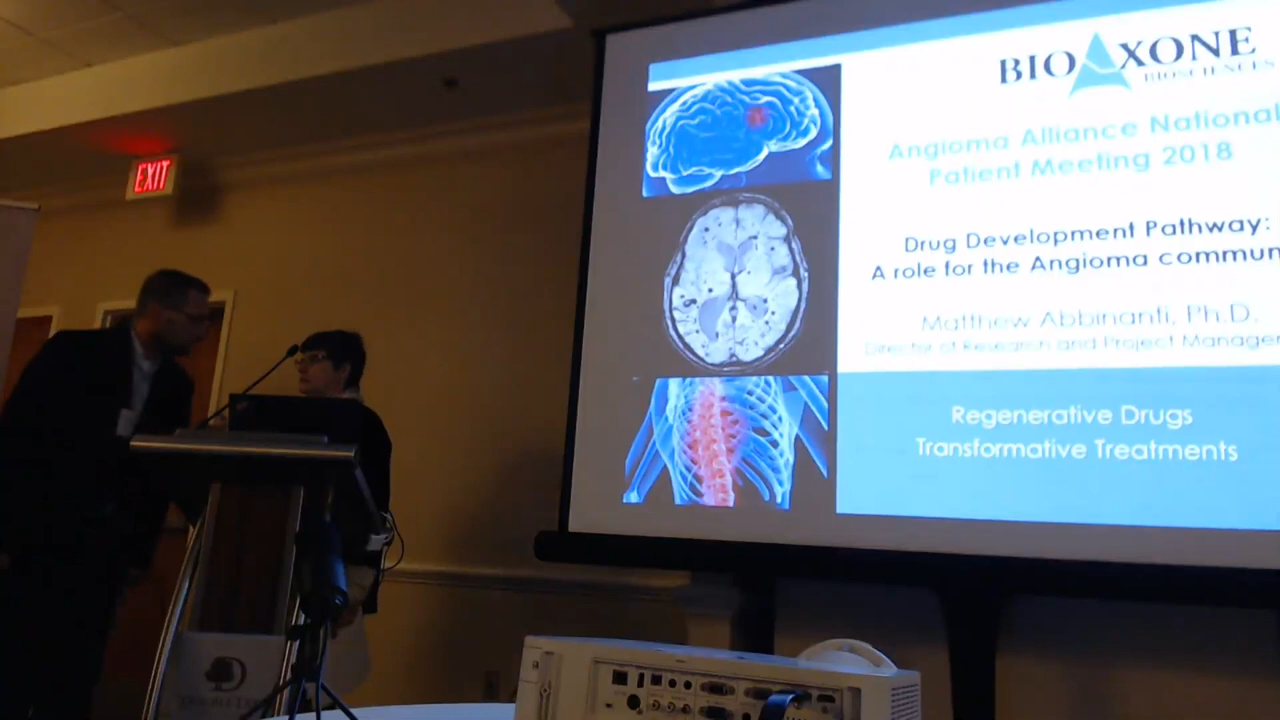 EXIT
BIOAXONE
BIOSCIENCES
Angioma Alliance National
Patient Meeting 2018
Drug Development Pathway:
A role for the Angioma commun
Matthew Abbinanti, Ph.D.
Director of Research and Project Manager
Regenerative Drugs
Transformative Treatments
D